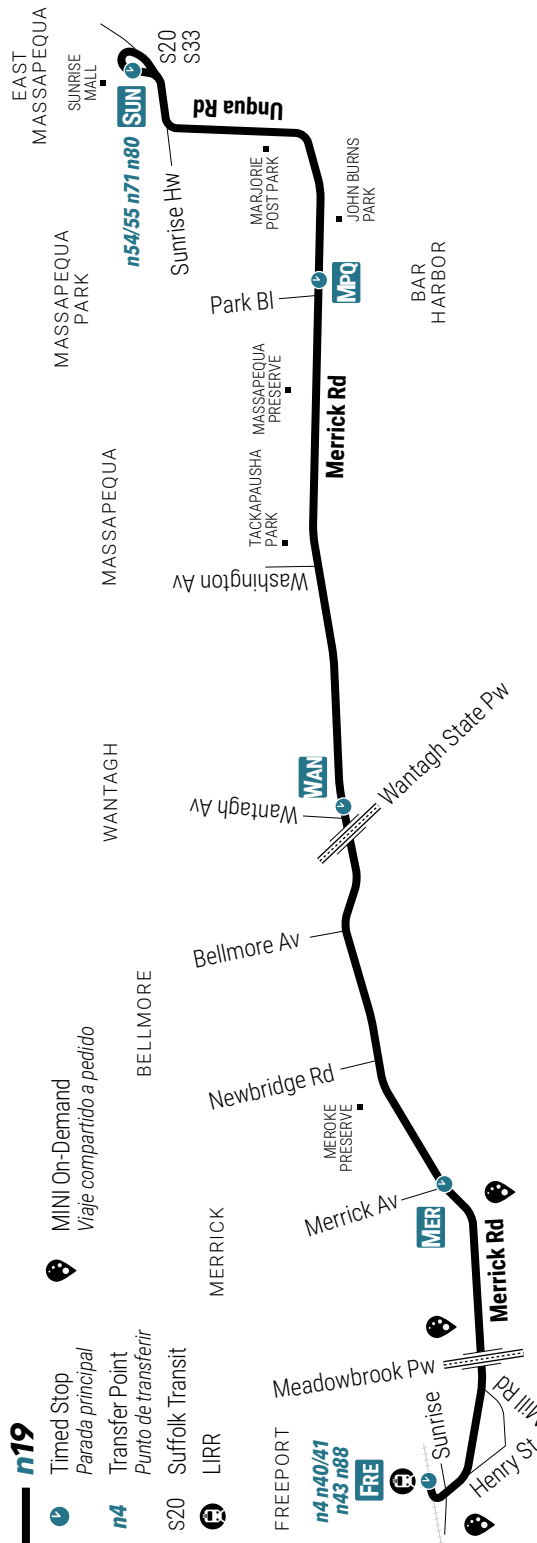 n19
Timed Stop
Parada principal
n4 Transfer Point
Punto de transferir
S20 Suffolk Transit
LIRR
MINI On-Demand
Viaje compartido a pedido
FREEPORT
n4 n40/41
n43 n88
FRE
Sunrise
Henry St
Mill Rd
Meadowbrook Pw
Merrick Rd
MERRICK
Merrick Av
MER
MEROKE
PRESERVE
Newbridge Rd
BELLMORE
Bellmore Av
WANTAGH
Wantagh Av
WAN
Wantagh State Pw
MASSAPEQUA
Washington Av
TACKAPAUSHA
PARK
MASSAPEQUA
PRESERVE
Merrick Rd
MASSAPEQUA
PARK
Park Bl
MPQ
BAR
HARBOR
JOHN BURNS
PARK
MARJORIE
POST PARK
Unqua Rd
Sunrise Hw
n54/55 n71 n80
SUN
SUNRISE
MALL
EAST
MASSAPEQUA
S20
S33